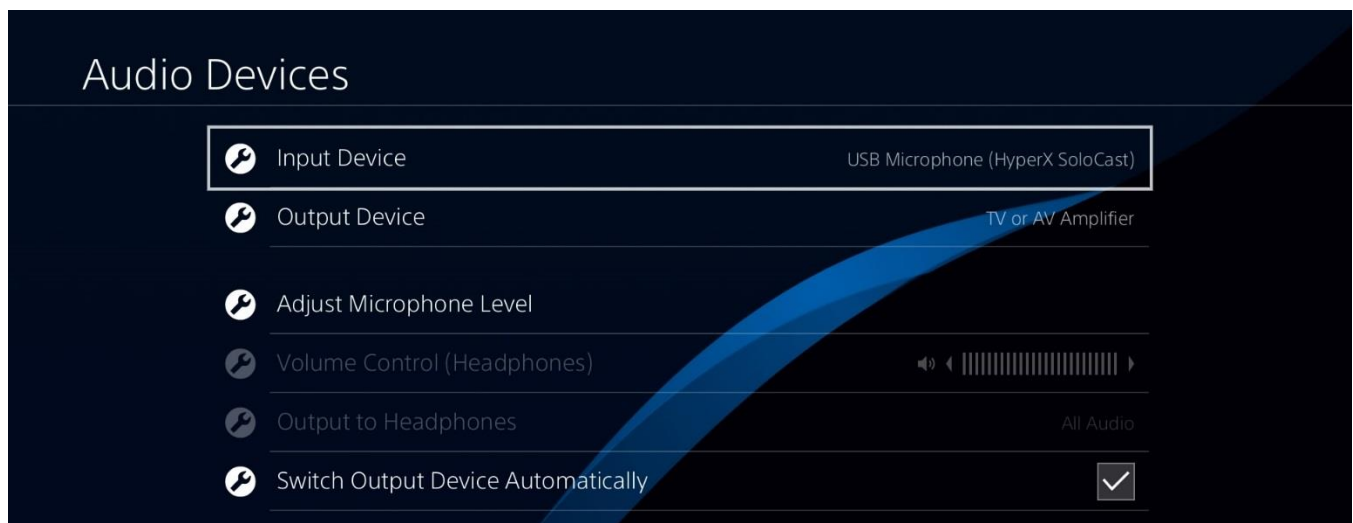 Audio Devices
Input Device USB Microphone (HyperX SoloCast)
Output Device TV or AV Amplifier
Adjust Microphone Level
Volume Control (Headphones)
Output to Headphones All Audio
Switch Output Device Automatically